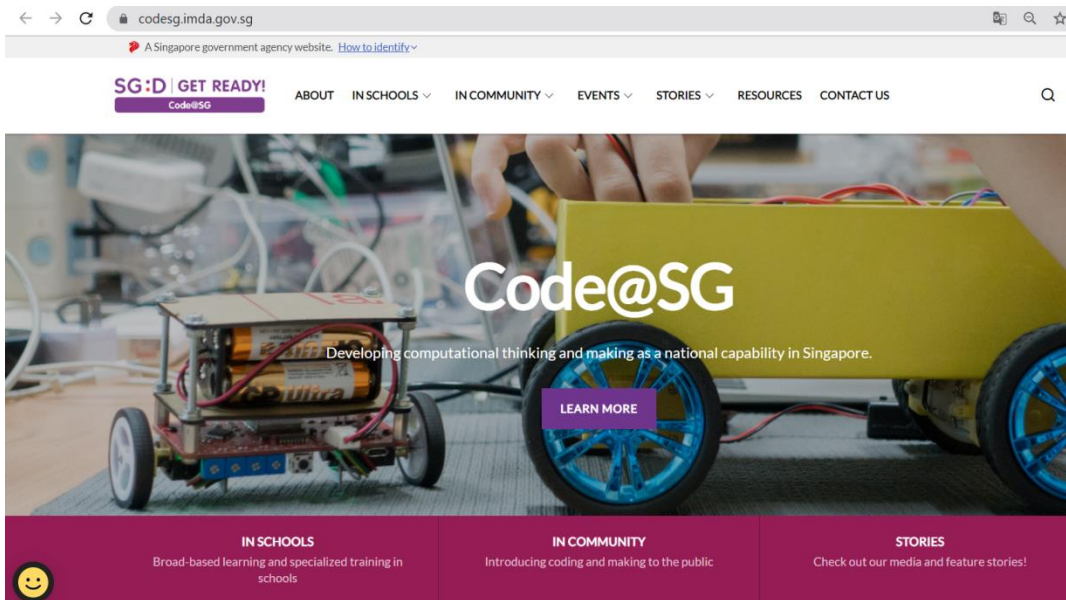 codesg.imda.gov.sg
A Singapore government agency website. How to identify
SG:D | GET READY!
Code@SG
ABOUT IN SCHOOLS IN COMMUNITY EVENTS STORIES RESOURCES CONTACT US
Code@SG
Developing computational thinking and making as a national capability in Singapore.
LEARN MORE
GP Ultra
IN SCHOOLS
Broad-based learning and specialized training in
schools
IN COMMUNITY
Introducing coding and making to the public
STORIES
Check out our media and feature stories!